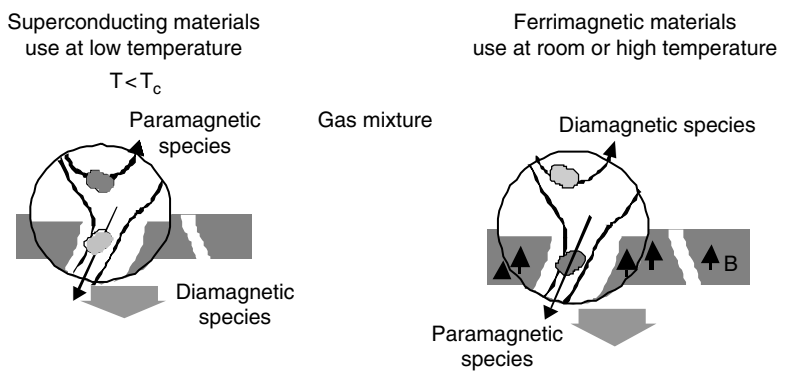 Superconducting materials
use at low temperature
T < T_c
Paramagnetic
species
Diamagnetic
species
Gas mixture
Ferrimagnetic materials
use at room or high temperature
Diamagnetic species
B
Paramagnetic
species